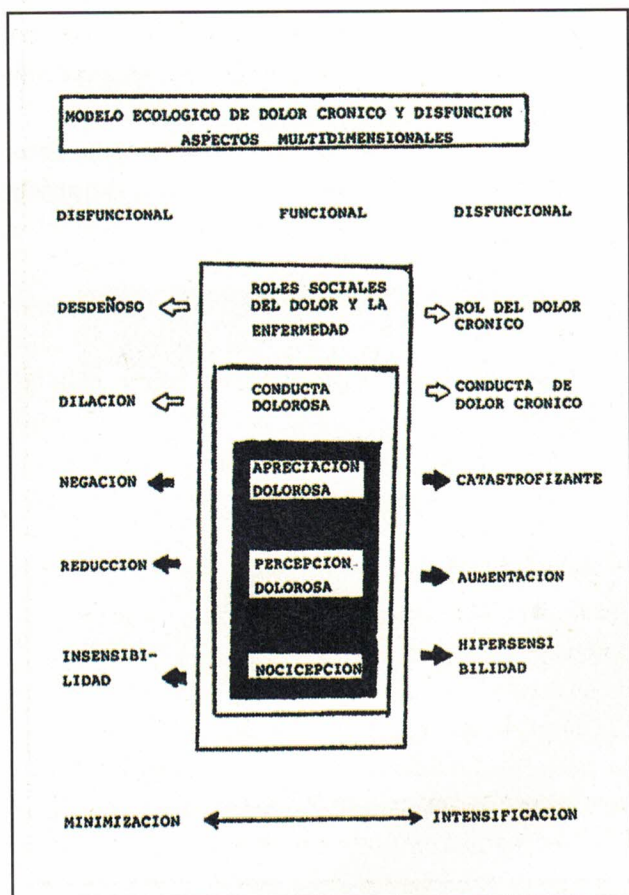 MODELO ECOLOGICO DE DOLOR CRONICO Y DISFUNCION
ASPECTOS MULTIDIMENSIONALES
DISFUNCIONAL FUNCIONAL DISFUNCIONAL
ROLES SOCIALES
DEL DOLOR Y LA
ENFERMEDAD
DESDEÑOSO
ROL DEL DOLOR
CRONICO
DILACION
CONDUCTA
DOLOROSA
CONDUCTA DE
DOLOR CRONICO
NEGACION
APRECIACION
DOLOROSA
CATASTROFIZANTE
REDUCCION
PERCEPCION
DOLOROSA
AUMENTACION
INSENSIBI-
LIDAD
NOCICEPCION
HIPERSENSI
BILIDAD
MINIMIZACION INTENSIFICACION